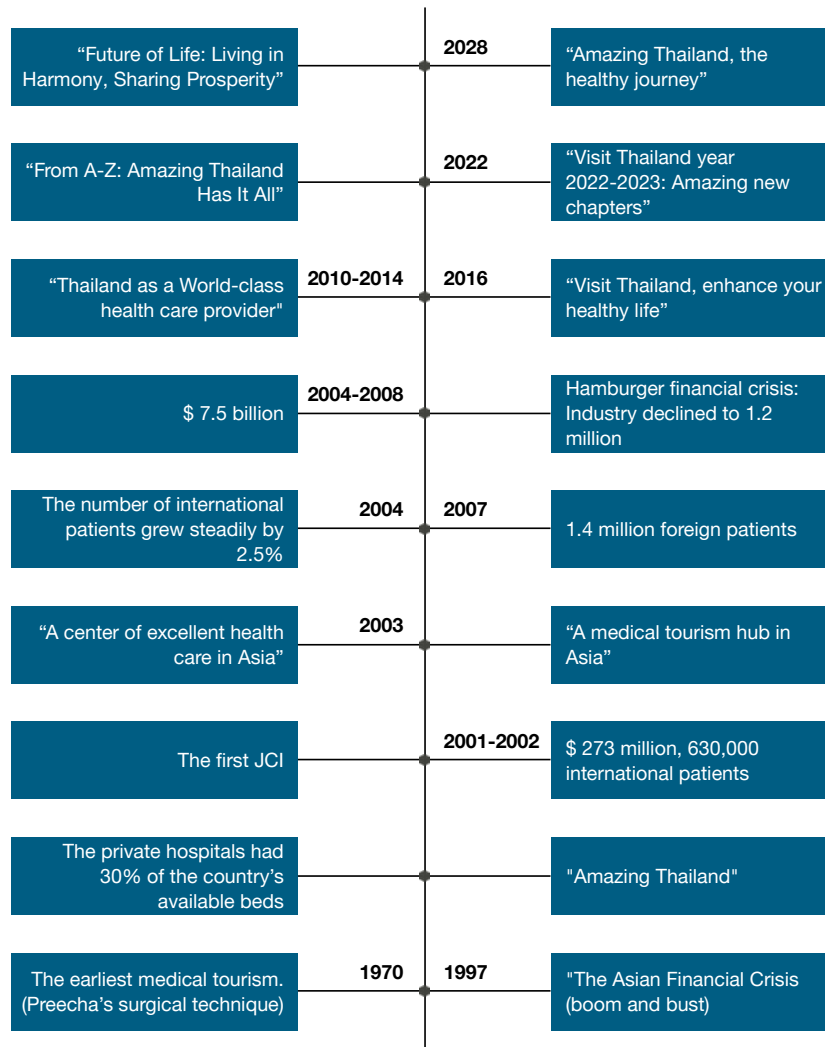 “Future of Life: Living in
Harmony, Sharing Prosperity”
2028
“Amazing Thailand, the
healthy journey”
“From A-Z: Amazing Thailand
Has It All”
2022
“Visit Thailand year
2022-2023: Amazing new
chapters”
“Thailand as a World-class
health care provider"
2010-2014
2016
“Visit Thailand, enhance your
healthy life”
$ 7.5 billion
2004-2008
Hamburger financial crisis:
Industry declined to 1.2
million
The number of international
patients grew steadily by
2.5%
2004
2007
1.4 million foreign patients
“A center of excellent health
care in Asia”
2003
“A medical tourism hub in
Asia”
The first JCI
2001-2002
$ 273 million, 630,000
international patients
The private hospitals had
30% of the country’s
available beds
"Amazing Thailand"
The earliest medical tourism.
(Preecha’s surgical technique)
1970
1997
"The Asian Financial Crisis
(boom and bust)